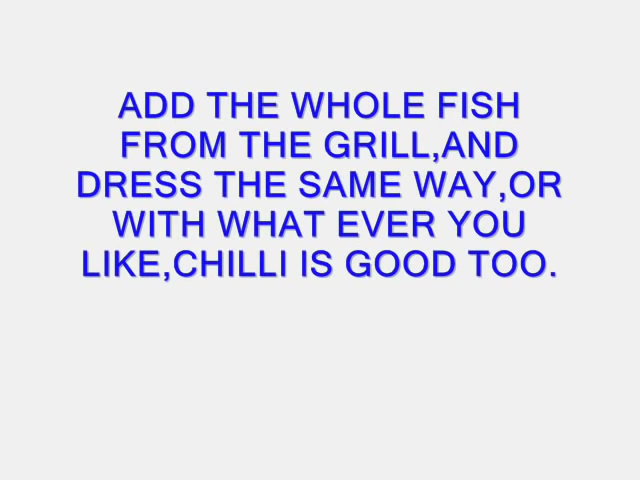 ADD THE WHOLE FISH
FROM THE GRILL,AND
DRESS THE SAME WAY,OR
WITH WHAT EVER YOU
LIKE,CHILLI IS GOOD TOO.